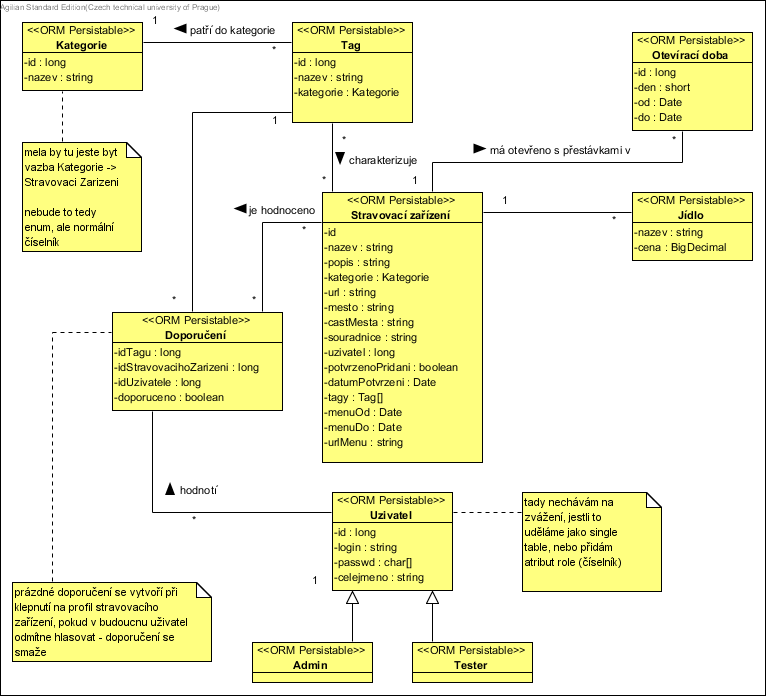 Agilian Standard Edition(Czech technical university of Prague)
<<ORM Persistable>>
Kategorie
-id : long
-nazev : string
1
patří do kategorie
*
<<ORM Persistable>>
Tag
-id : long
-nazev : string
-kategorie : Kategorie
<<ORM Persistable>>
Otevírací doba
-id : long
-den : short
-od : Date
-do : Date
mela by tu jeste byt
vazba Kategorie ->
Stravovaci Zarizeni
nebude to tedy
enum, ale normální
číselník
1
*
charakterizuje
*
má otevřeno s přestávkami v
*
1
je hodnoceno
*
*
*
<<ORM Persistable>>
Stravovací zařízení
-id
-nazev : string
-popis : string
-kategorie : Kategorie
-url : string
-mesto : string
-castMesta : string
-souradnice : string
-uzivatel : long
-potvrzenoPridani : boolean
-datumPotvrzeni : Date
-tagy : Tag[]
-menuOd : Date
-menuDo : Date
-urlMenu : string
1
*
<<ORM Persistable>>
Jídlo
-nazev : string
-cena : BigDecimal
<<ORM Persistable>>
Doporučení
-idTagu : long
-idStravovacihoZarizeni : long
-idUzivatele : long
-doporuceno : boolean
hodnotí
*
1
<<ORM Persistable>>
Uzivatel
-id : long
-login : string
-passwd : char[]
-celejmeno : string
tady nechávám na
zvážení, jestli to
uděláme jako single
table, nebo přidám
atribut role (číselník)
prázdné doporučení se vytvoří při
klepnutí na profil stravovacího
zařízení, pokud v budoucnu uživatel
odmítne hlasovat - doporučení se
smaže
<<ORM Persistable>>
Admin
<<ORM Persistable>>
Tester